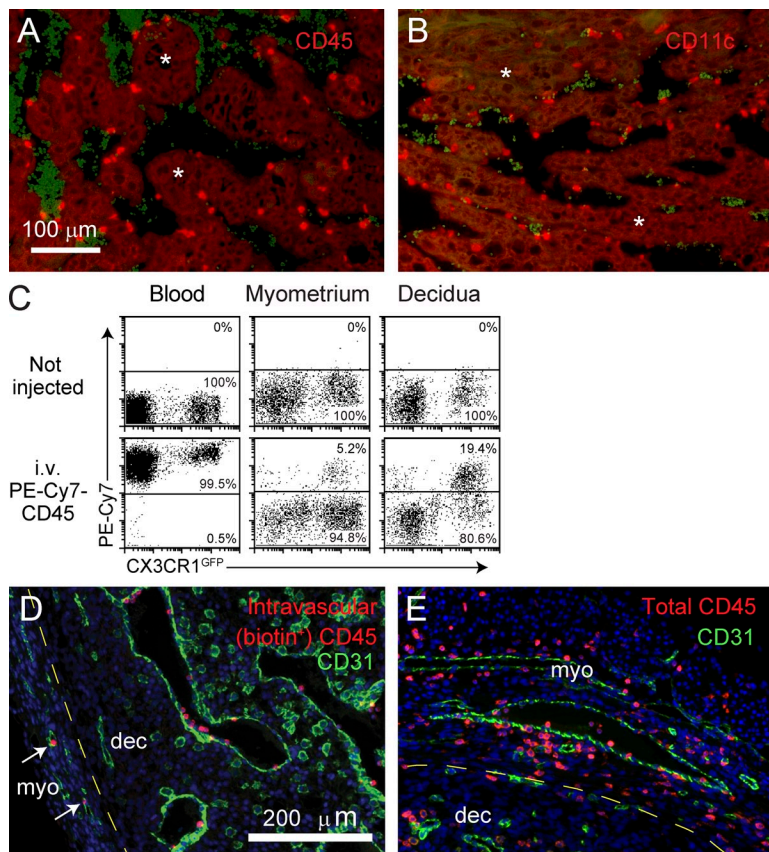 A
CD45
*
*
100 µm
B
CD11c
*
*
C
Blood
Myometrium
Decidua
Not
injected
0%
100%
0%
100%
0%
100%
i.v.
PE-Cy7-
CD45
PE-Cy7
99.5%
0.5%
5.2%
94.8%
19.4%
80.6%
CX3CR1GFP
D
Intravascular
(biotin+) CD45
CD31
dec
myo
200 µm
E
Total CD45
CD31
myo
dec